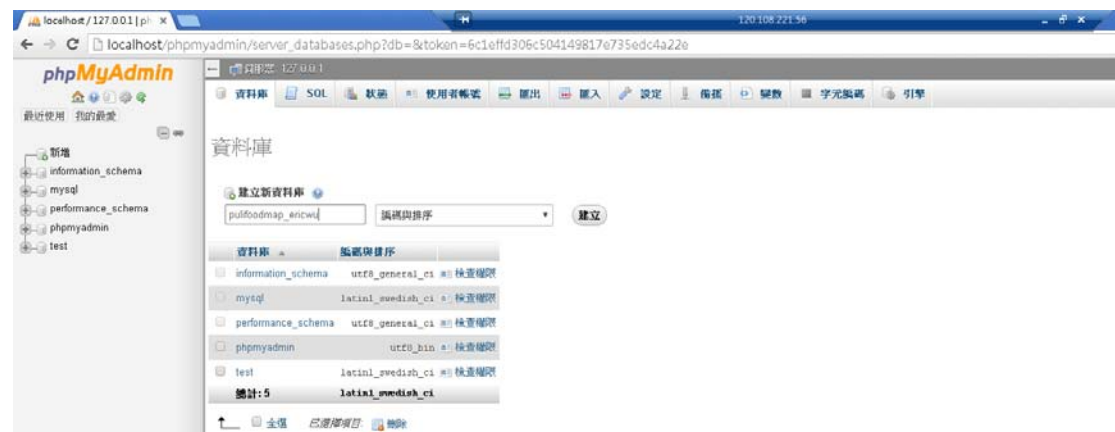 localhost / 127.0.0.1 | ph
120.108.221.56
localhost/phpmyadmin/server_databases.php?db=&token=6c1effd306c504149817e735edc4a22e
phpMyAdmin
伺服器: 127.0.0.1
資料庫 SQL 狀態 使用者帳號 匯出 匯入 設定 備援 變數 字元編碼 引擎
最近使用 我的最愛
新增
information_schema
mysql
performance_schema
phpmyadmin
test
資料庫
建立新資料庫
pulifoodmap_ericwu 編碼與排序 建立
資料庫 編碼與排序
information_schema utf8_general_ci 檢查權限
mysql latin1_swedish_ci 檢查權限
performance_schema utf8_general_ci 檢查權限
phpmyadmin utf8_bin 檢查權限
test latin1_swedish_ci 檢查權限
總計: 5 latin1_swedish_ci
全選 已選擇項目: 刪除